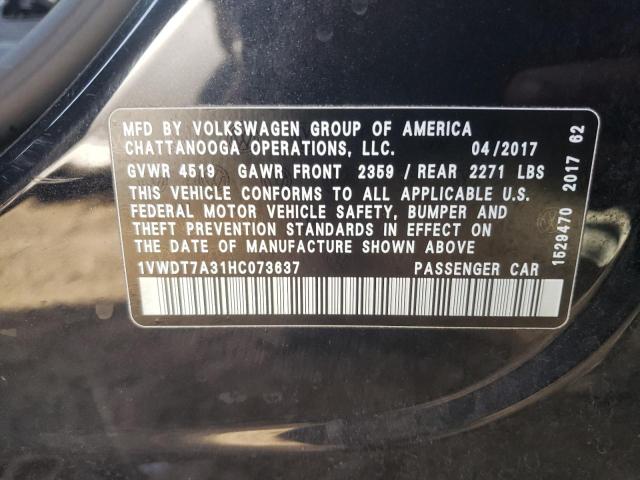 MFD BY VOLKSWAGEN GROUP OF AMERICA
CHATTANOOGA OPERATIONS, LLC. 04/2017
GVWR 4519 GAWR FRONT 2359 / REAR 2271 LBS
THIS VEHICLE CONFORMS TO ALL APPLICABLE U.S.
FEDERAL MOTOR VEHICLE SAFETY, BUMPER AND
THEFT PREVENTION STANDARDS IN EFFECT ON
THE DATE OF MANUFACTURE SHOWN ABOVE
1VWDT7A31HC073637 PASSENGER CAR
1529470 2017 62